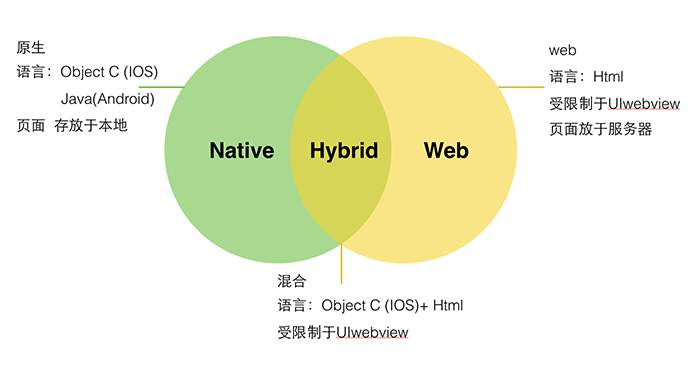 原生
语言：Object C (IOS)
Java(Android)
页面 存放于本地
Native
Hybrid
Web
web
语言：Html
受限制于UIwebview
页面放于服务器
混合
语言：Object C (IOS)+ Html
受限制于UIwebview